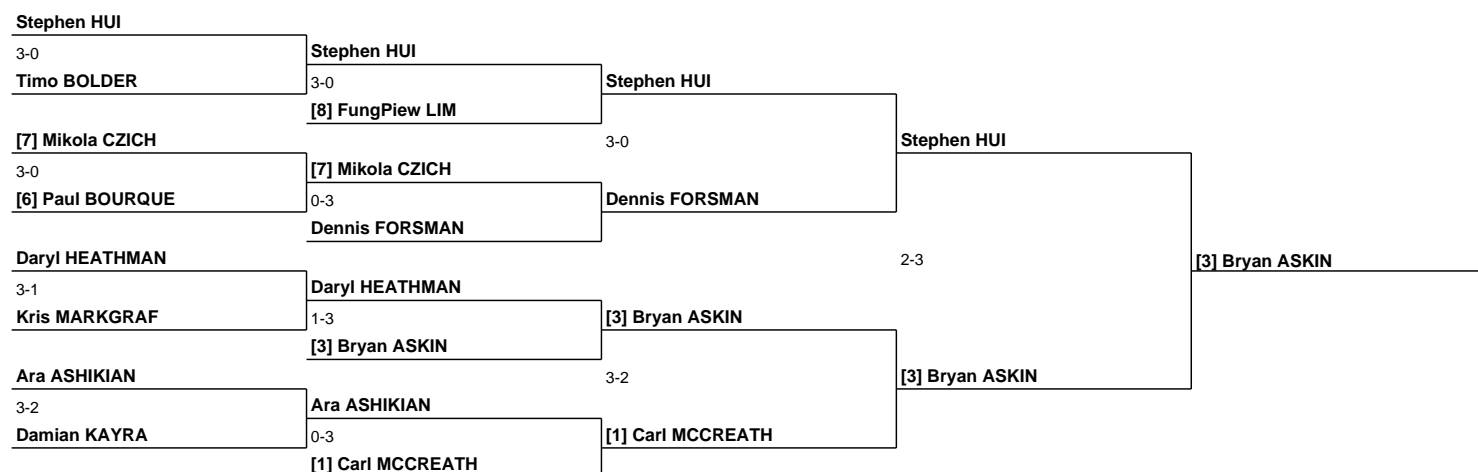 Stephen HUI
3-0
Timo BOLDER
Stephen HUI
3-0
[8] FungPiew LIM
Stephen HUI
[7] Mikola CZICH
3-0
[6] Paul BOURQUE
[7] Mikola CZICH
0-3
Dennis FORSMAN
3-0
Dennis FORSMAN
Stephen HUI
Daryl HEATHMAN
3-1
Kris MARKGRAF
Daryl HEATHMAN
1-3
[3] Bryan ASKIN
[3] Bryan ASKIN
Ara ASHIKIAN
3-2
Damian KAYRA
Ara ASHIKIAN
0-3
[1] Carl MCCREATH
3-2
[1] Carl MCCREATH
2-3
[3] Bryan ASKIN
[3] Bryan ASKIN